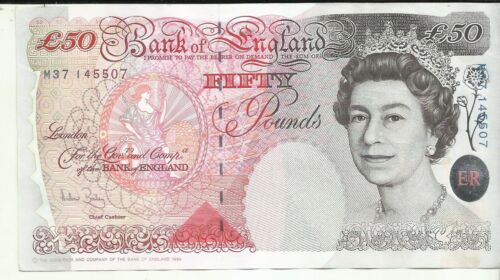 £50 Bank of England £50
I PROMISE TO PAY THE BEARER ON DEMAND THE SUM OF
M37 145507
FIFTY
Pounds
M37 145507
London
For the Gov.r and Comp.a
of the BANK OF ENGLAND
Chief Cashier
ER
© THE GOVERNOR AND COMPANY OF THE BANK OF ENGLAND 1994